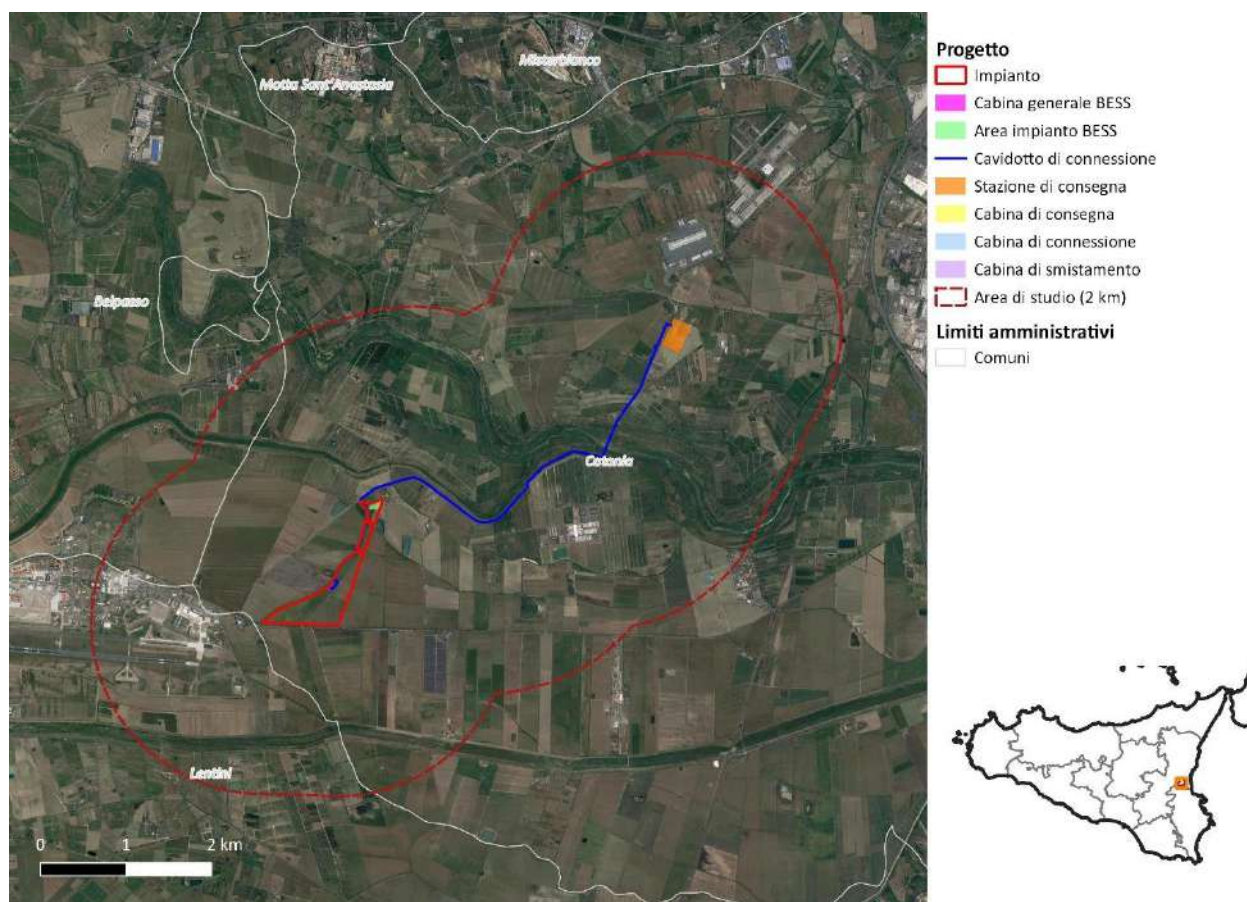 Misterbianco
Motta Sant'Anastasia
Belpasso
Catania
Lentini
0 1 2 km
Progetto
Impianto
Cabina generale BESS
Area impianto BESS
Cavidotto di connessione
Stazione di consegna
Cabina di consegna
Cabina di connessione
Cabina di smistamento
Area di studio (2 km)
Limiti amministrativi
Comuni